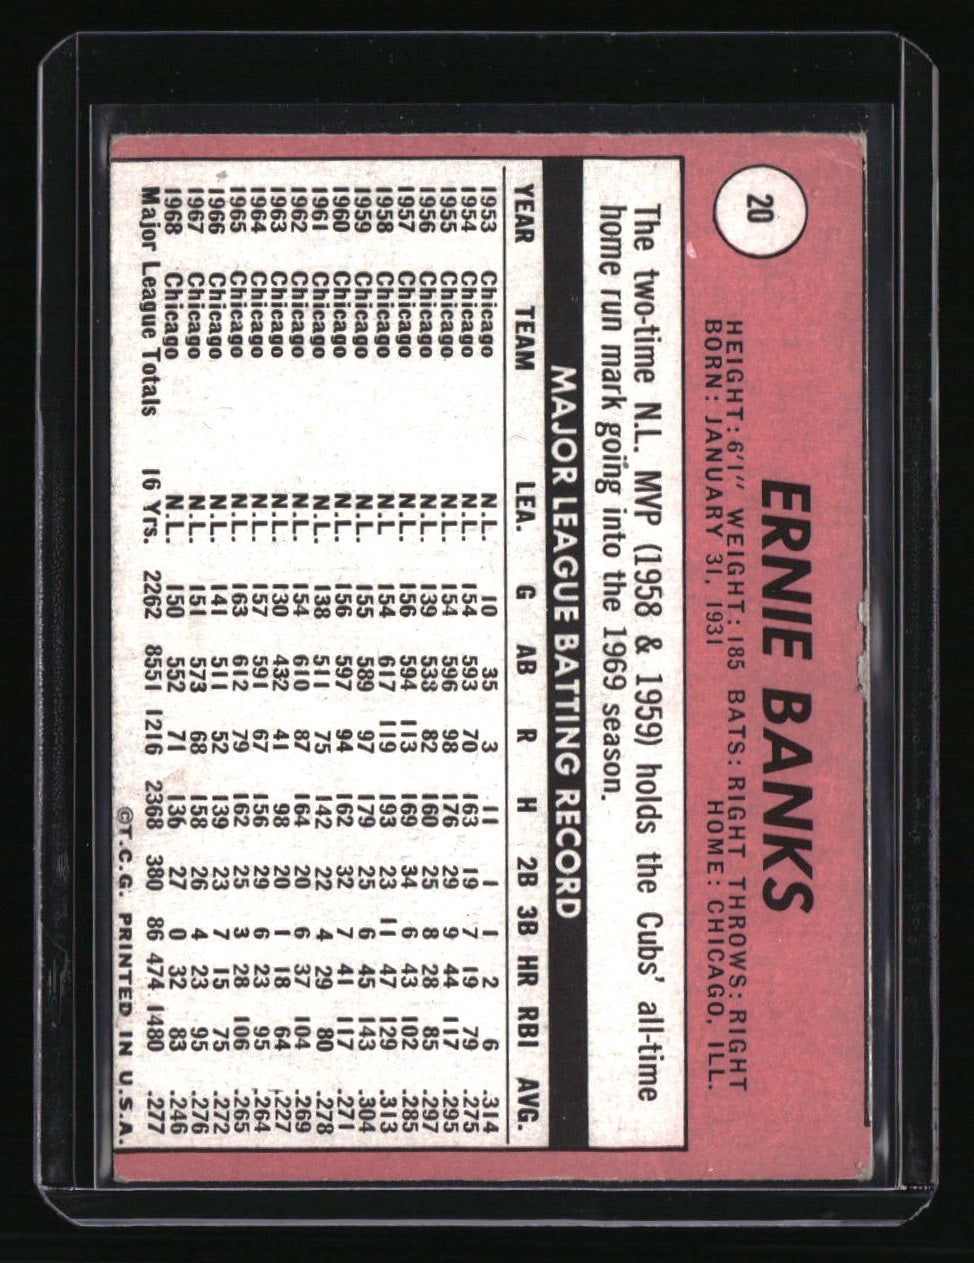 20
ERNIE BANKS
HEIGHT: 6'1" WEIGHT: 185 BATS: RIGHT THROWS: RIGHT
BORN: JANUARY 31, 1931 HOME: CHICAGO, ILL.
The two-time N.L. MVP (1958 & 1959) holds the Cubs' all-time
home run mark going into the 1969 season.
MAJOR LEAGUE BATTING RECORD
YEAR TEAM LEA. G AB R H 2B 3B HR RBI AVG.
1953 Chicago N.L. 10 35 3 11 1 1 2 6 .314
1954 Chicago N.L. 154 593 70 163 19 7 19 79 .275
1955 Chicago N.L. 154 596 98 176 29 9 44 117 .295
1956 Chicago N.L. 139 538 82 160 25 8 28 85 .297
1957 Chicago N.L. 156 594 113 169 34 6 43 102 .285
1958 Chicago N.L. 154 617 119 193 23 11 47 129 .313
1959 Chicago N.L. 155 589 97 179 25 6 45 143 .304
1960 Chicago N.L. 156 597 94 162 32 7 41 117 .271
1961 Chicago N.L. 138 511 75 142 22 4 29 80 .278
1962 Chicago N.L. 154 610 87 164 20 6 37 104 .269
1963 Chicago N.L. 130 432 41 98 20 1 18 64 .227
1964 Chicago N.L. 157 591 67 156 29 6 23 95 .264
1965 Chicago N.L. 163 612 79 162 25 3 28 106 .265
1966 Chicago N.L. 141 511 52 139 23 7 15 75 .272
1967 Chicago N.L. 151 573 68 158 26 4 23 95 .276
1968 Chicago N.L. 150 552 71 136 27 0 32 83 .246
Major League Totals 16 Yrs. 2262 8551 1216 2368 380 86 474 1480 .277
©T.C.G. PRINTED IN U.S.A.